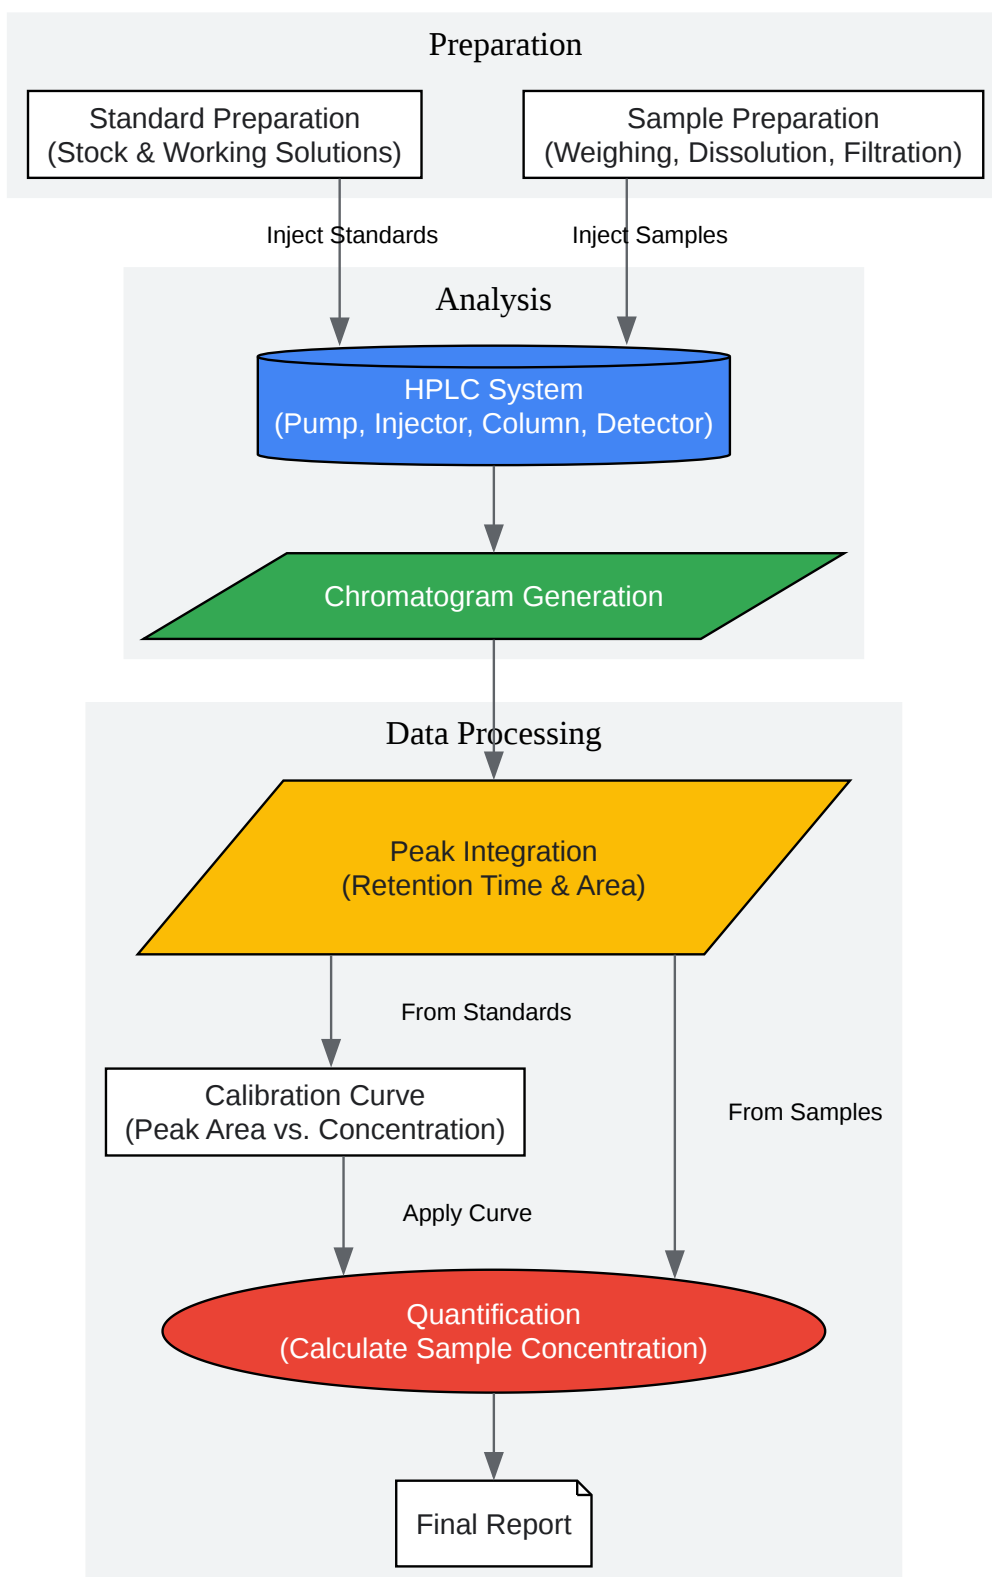 Preparation
Standard Preparation
(Stock & Working Solutions)
Sample Preparation
(Weighing, Dissolution, Filtration)
Inject Standards
Inject Samples
Analysis
HPLC System
(Pump, Injector, Column, Detector)
Chromatogram Generation
Data Processing
Peak Integration
(Retention Time & Area)
From Standards
Calibration Curve
(Peak Area vs. Concentration)
From Samples
Apply Curve
Quantification
(Calculate Sample Concentration)
Final Report